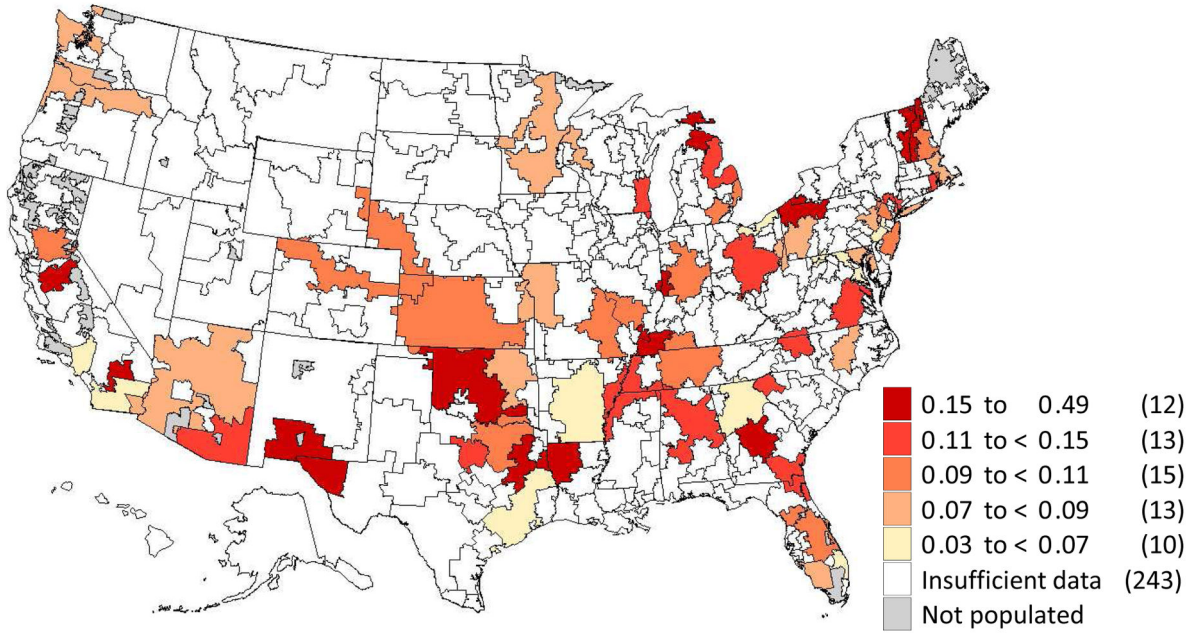 0.15 to 0.49 (12)
0.11 to < 0.15 (13)
0.09 to < 0.11 (15)
0.07 to < 0.09 (13)
0.03 to < 0.07 (10)
Insufficient data (243)
Not populated